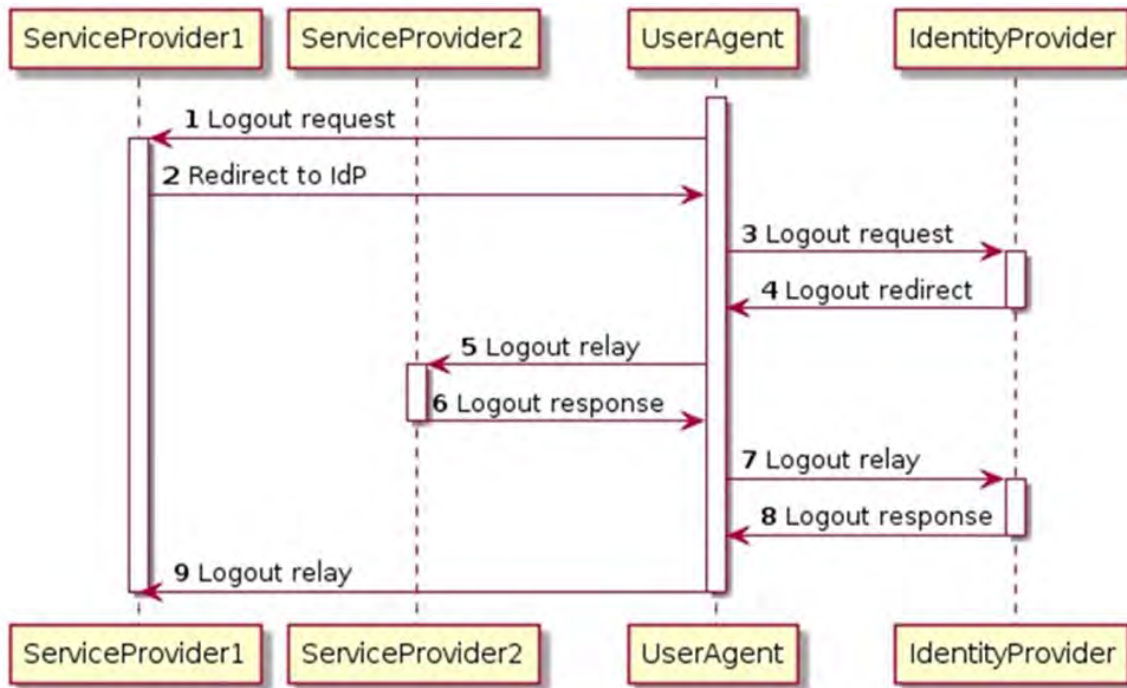 ServiceProvider1
ServiceProvider2
UserAgent
IdentityProvider
1 Logout request
2 Redirect to IdP
3 Logout request
4 Logout redirect
5 Logout relay
6 Logout response
7 Logout relay
8 Logout response
9 Logout relay
ServiceProvider1
ServiceProvider2
UserAgent
IdentityProvider